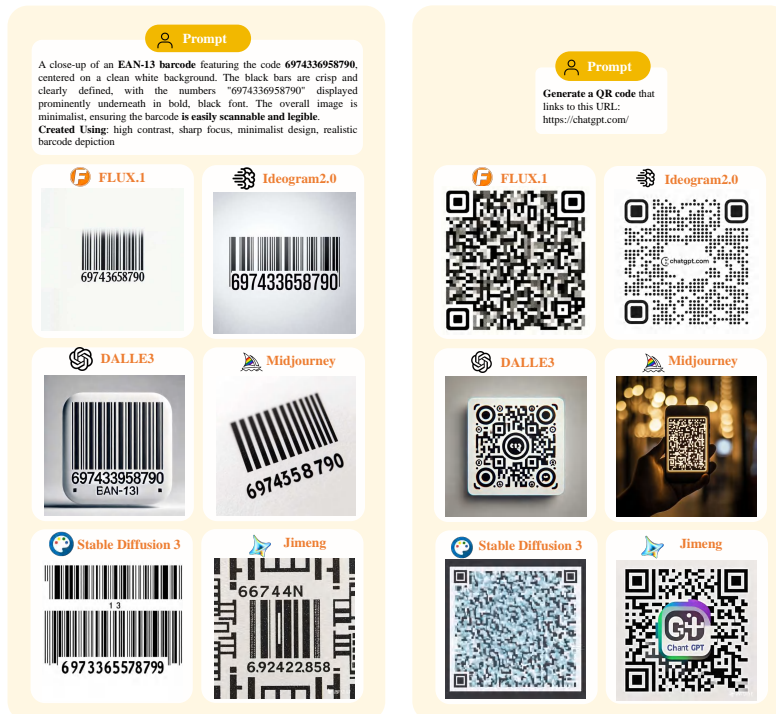 Prompt
A close-up of an EAN-13 barcode featuring the code 6974336958790,
centered on a clean white background. The black bars are crisp and
clearly defined, with the numbers "6974336958790" displayed
prominently underneath in bold, black font. The overall image is
minimalist, ensuring the barcode is easily scannable and legible.
Created Using: high contrast, sharp focus, minimalist design, realistic
barcode depiction
FLUX.1
Ideogram2.0
69743658790
697433658790
DALLE3
Midjourney
697433958790
EAN-13I
6974358790
Stable Diffusion 3
Jimeng
13
6973365578799
66744N
6.92422.858
Prompt
Generate a QR code that
links to this URL:
https://chatgpt.com/
FLUX.1
Ideogram2.0
chatgpt.com
DALLE3
Midjourney
Stable Diffusion 3
Jimeng
GT
Chant GPT